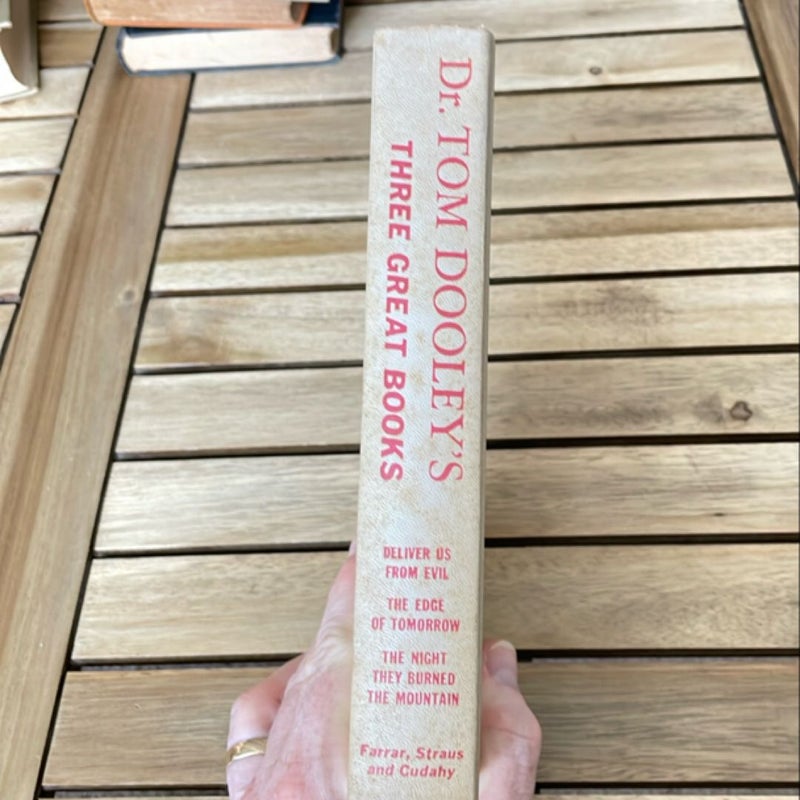 Dr. TOM DOOLEY'S
THREE GREAT BOOKS
DELIVER US
FROM EVIL
THE EDGE
OF TOMORROW
THE NIGHT
THEY BURNED
THE MOUNTAIN
Farrar, Straus
and Cudahy